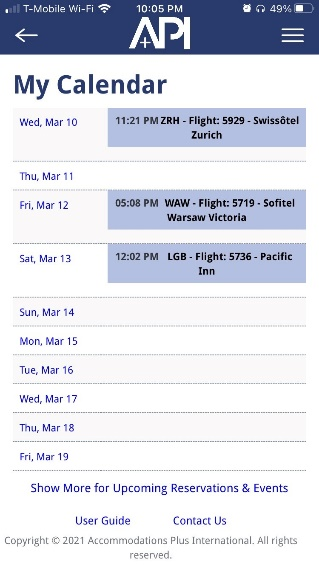 T-Mobile Wi-Fi 10:05 PM 49%
A+PI
My Calendar
Wed, Mar 10 11:21 PM ZRH - Flight: 5929 - Swissôtel
Zurich
Thu, Mar 11
Fri, Mar 12 05:08 PM WAW - Flight: 5719 - Sofitel
Warsaw Victoria
Sat, Mar 13 12:02 PM LGB - Flight: 5736 - Pacific
Inn
Sun, Mar 14
Mon, Mar 15
Tue, Mar 16
Wed, Mar 17
Thu, Mar 18
Fri, Mar 19
Show More for Upcoming Reservations & Events
User Guide Contact Us
Copyright © 2021 Accommodations Plus International. All rights
reserved.